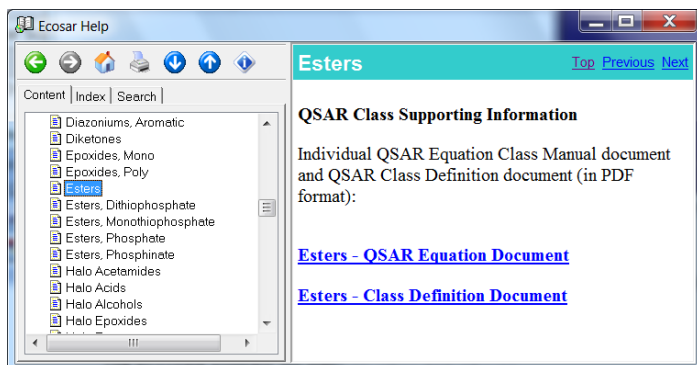 Ecosar Help
Content Index Search
Diazoniums, Aromatic
Diketones
Epoxides, Mono
Epoxides, Poly
Esters
Esters, Dithiophosphate
Esters, Monothiophosphate
Esters, Phosphate
Esters, Phosphinate
Halo Acetamides
Halo Acids
Halo Alcohols
Halo Epoxides
Esters
Top Previous Next
QSAR Class Supporting Information
Individual QSAR Equation Class Manual document
and QSAR Class Definition document (in PDF
format):
Esters - QSAR Equation Document
Esters - Class Definition Document